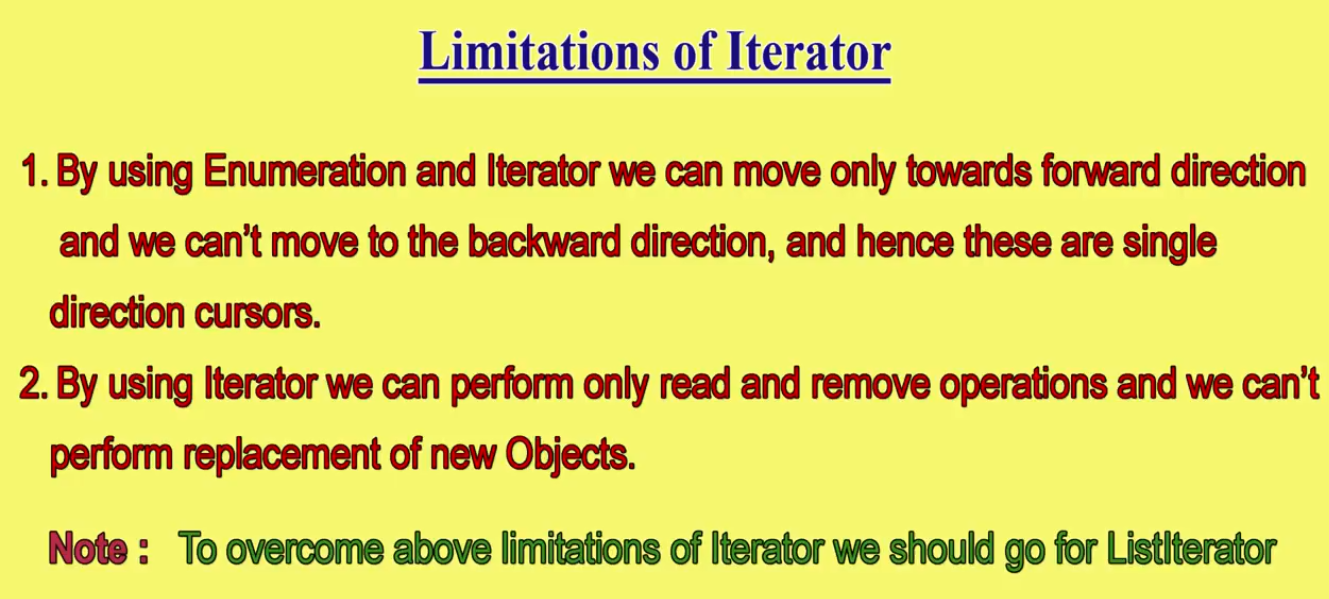 Limitations of Iterator
1. By using Enumeration and Iterator we can move only towards forward direction
and we can't move to the backward direction, and hence these are single
direction cursors.
2. By using Iterator we can perform only read and remove operations and we can't
perform replacement of new Objects.
Note : To overcome above limitations of Iterator we should go for ListIterator